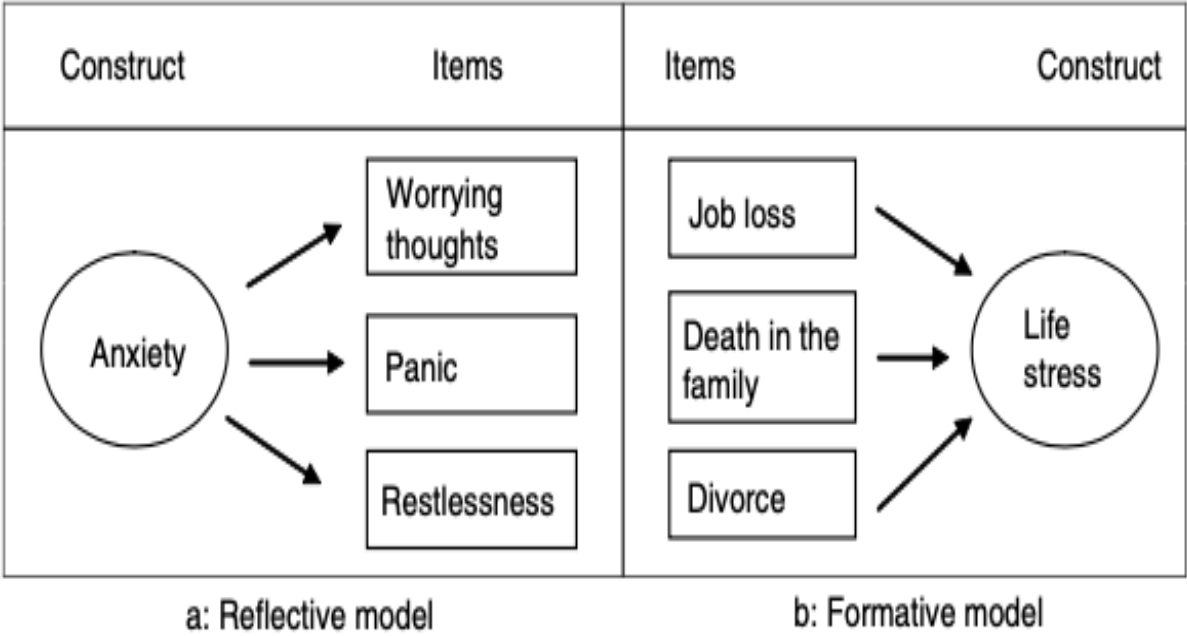 Construct
Items
Items
Construct
Worrying
thoughts
Anxiety
Panic
Restlessness
Job loss
Death in the
family
Divorce
Life
stress
a: Reflective model
b: Formative model